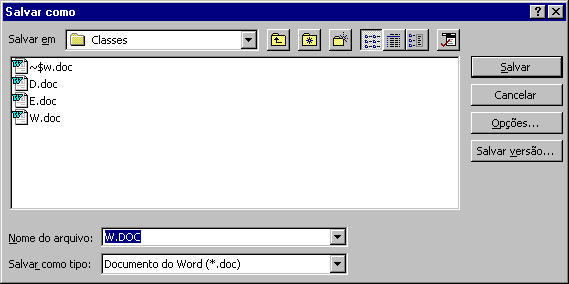 Salvar como
Salvar em Classes
~$w.doc
D.doc
E.doc
W.doc
Salvar
Cancelar
Opções...
Salvar versão...
Nome do arquivo: W.DOC
Salvar como tipo: Documento do Word (*.doc)